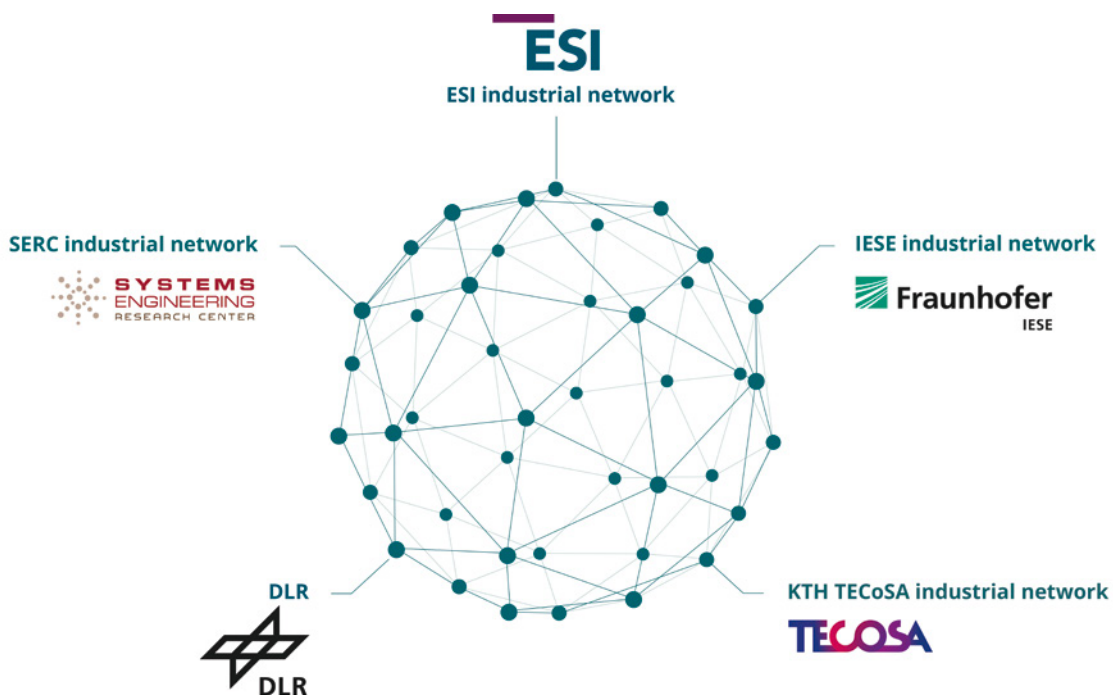 ESI
ESI industrial network
SERC industrial network
SYSTEMS
ENGINEERING
RESEARCH CENTER
IESE industrial network
Fraunhofer
IESE
DLR
DLR
KTH TECoSA industrial network
TECOSA